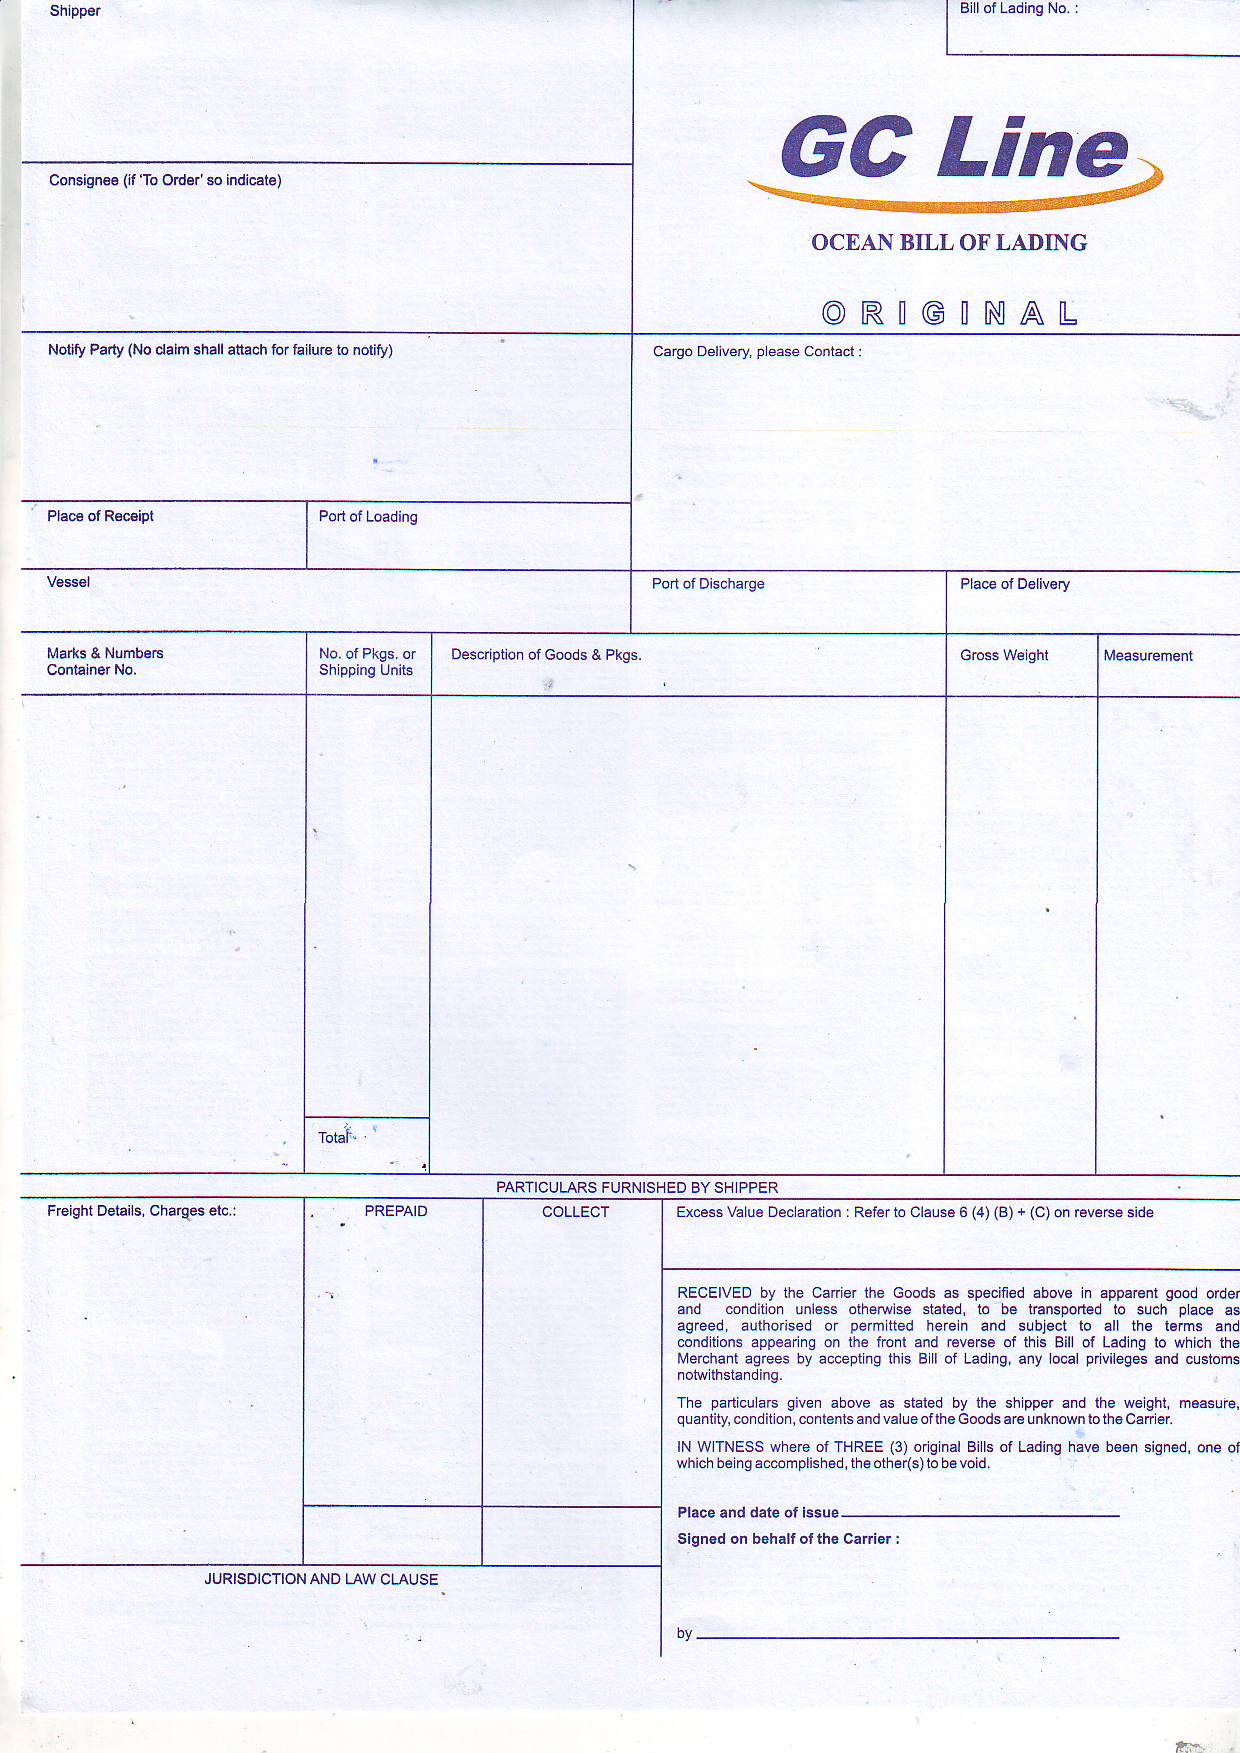 Shipper
Bill of Lading No. :
GC Line
OCEAN BILL OF LADING
ORIGINAL
Consignee (if 'To Order' so indicate)
Notify Party (No claim shall attach for failure to notify)
Cargo Delivery, please Contact :
Place of Receipt
Port of Loading
Vessel
Port of Discharge
Place of Delivery
Marks & Numbers
Container No.
No. of Pkgs. or
Shipping Units
Description of Goods & Pkgs.
Gross Weight
Measurement
Total
PARTICULARS FURNISHED BY SHIPPER
Freight Details, Charges etc.:
PREPAID
COLLECT
Excess Value Declaration : Refer to Clause 6 (4) (B) + (C) on reverse side
RECEIVED by the Carrier the Goods as specified above in apparent good order
and condition unless otherwise stated, to be transported to such place as
agreed, authorised or permitted herein and subject to all the terms and
conditions appearing on the front and reverse of this Bill of Lading to which the
Merchant agrees by accepting this Bill of Lading, any local privileges and customs
notwithstanding.
The particulars given above as stated by the shipper and the weight, measure,
quantity, condition, contents and value of the Goods are unknown to the Carrier.
IN WITNESS where of THREE (3) original Bills of Lading have been signed, one of
which being accomplished, the other(s) to be void.
Place and date of issue
Signed on behalf of the Carrier :
by
JURISDICTION AND LAW CLAUSE